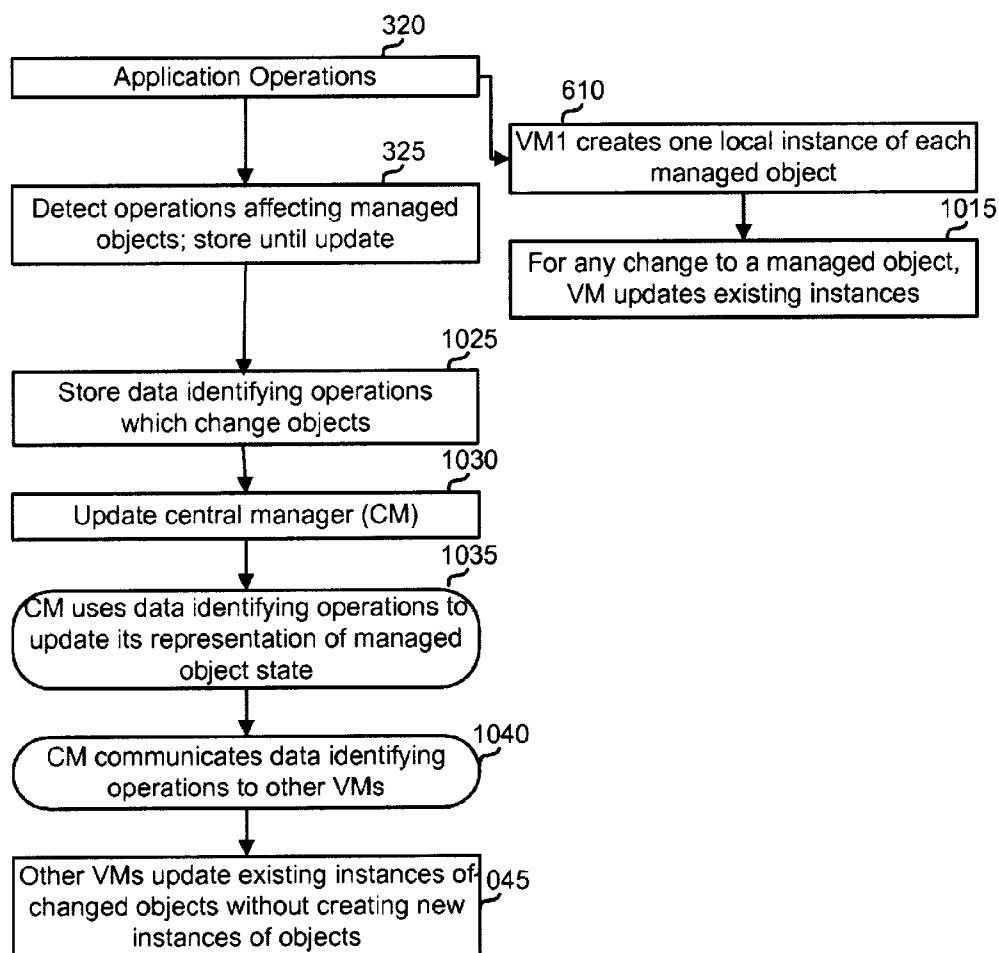 320
Application Operations
610
VM1 creates one local instance of each
managed object
325
Detect operations affecting managed
objects; store until update
1015
For any change to a managed object,
VM updates existing instances
1025
Store data identifying operations
which change objects
1030
Update central manager (CM)
1035
CM uses data identifying operations to
update its representation of managed
object state
1040
CM communicates data identifying
operations to other VMs
1045
Other VMs update existing instances of
changed objects without creating new
instances of objects